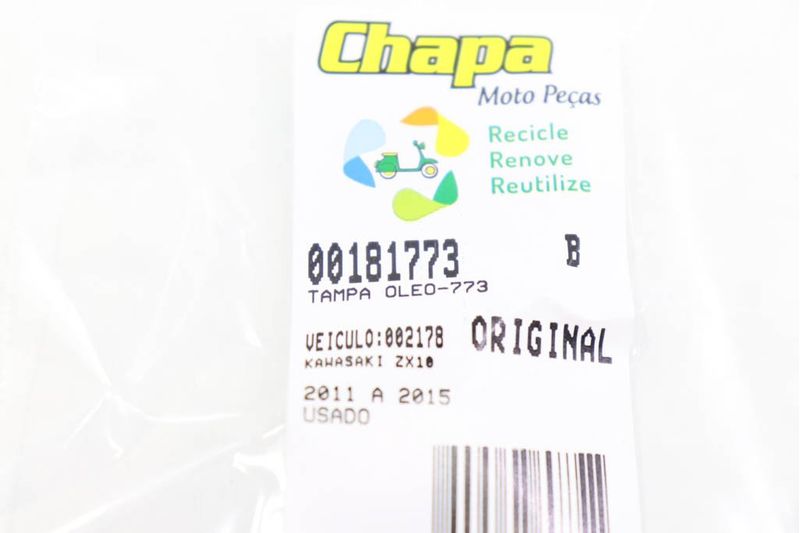 Chapa
Moto Peças
Recicle
Renove
Reutilize
00181773 B
TAMPA OLEO-773
VEICULO:002178 ORIGINAL
KAWASAKI ZX10
2011 A 2015
USADO